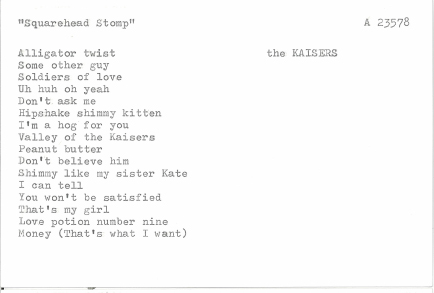 "Squarehead Stomp" A 23578
Alligator twist the KAISERS
Some other guy
Soldiers of love
Uh huh oh yeah
Don't ask me
Hipshake shimmy kitten
I'm a hog for you
Valley of the Kaisers
Peanut butter
Don't believe him
Shimmy like my sister Kate
I can tell
You won't be satisfied
That's my girl
Love potion number nine
Money (That's what I want)